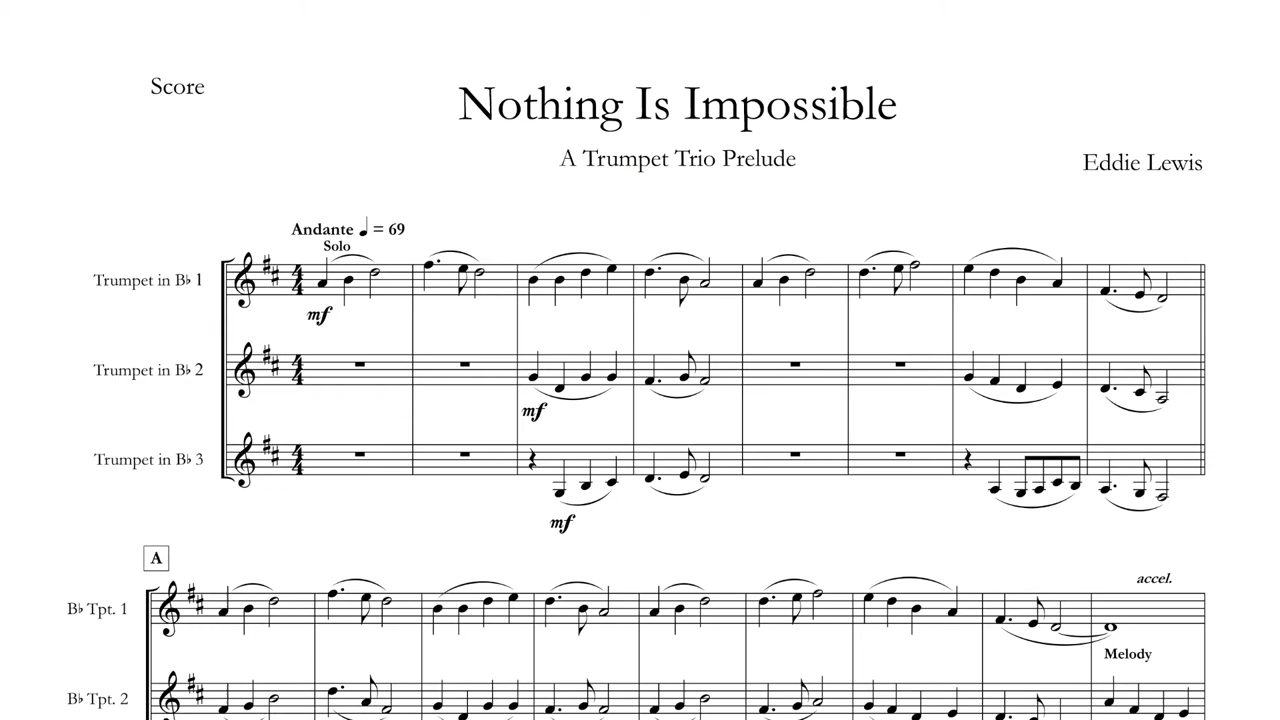 Score
Nothing Is Impossible
A Trumpet Trio Prelude
Eddie Lewis
Andante ♩ = 69
Solo
Trumpet in B♭ 1
mf
Trumpet in B♭ 2
mf
Trumpet in B♭ 3
mf
A
accel.
B♭ Tpt. 1
Melody
B♭ Tpt. 2